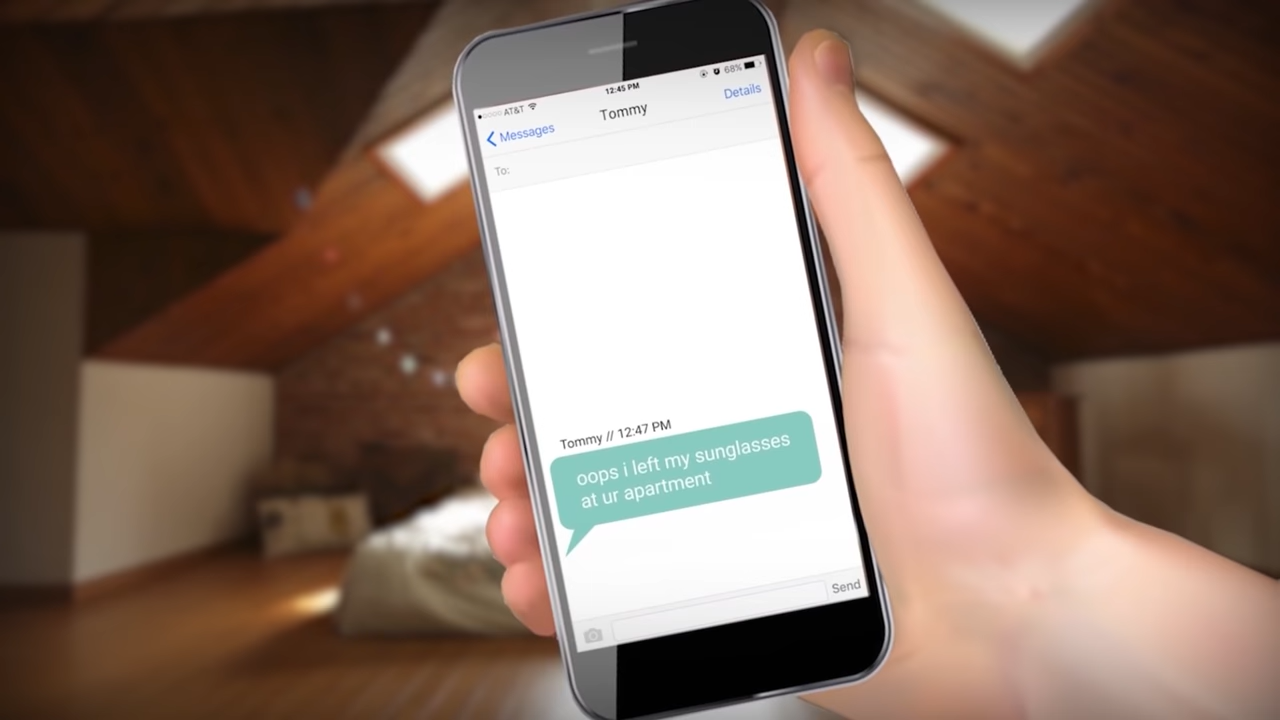 AT&T 12:45 PM 68%
Messages Tommy Details
To:
Tommy // 12:47 PM
oops i left my sunglasses
at ur apartment
Send